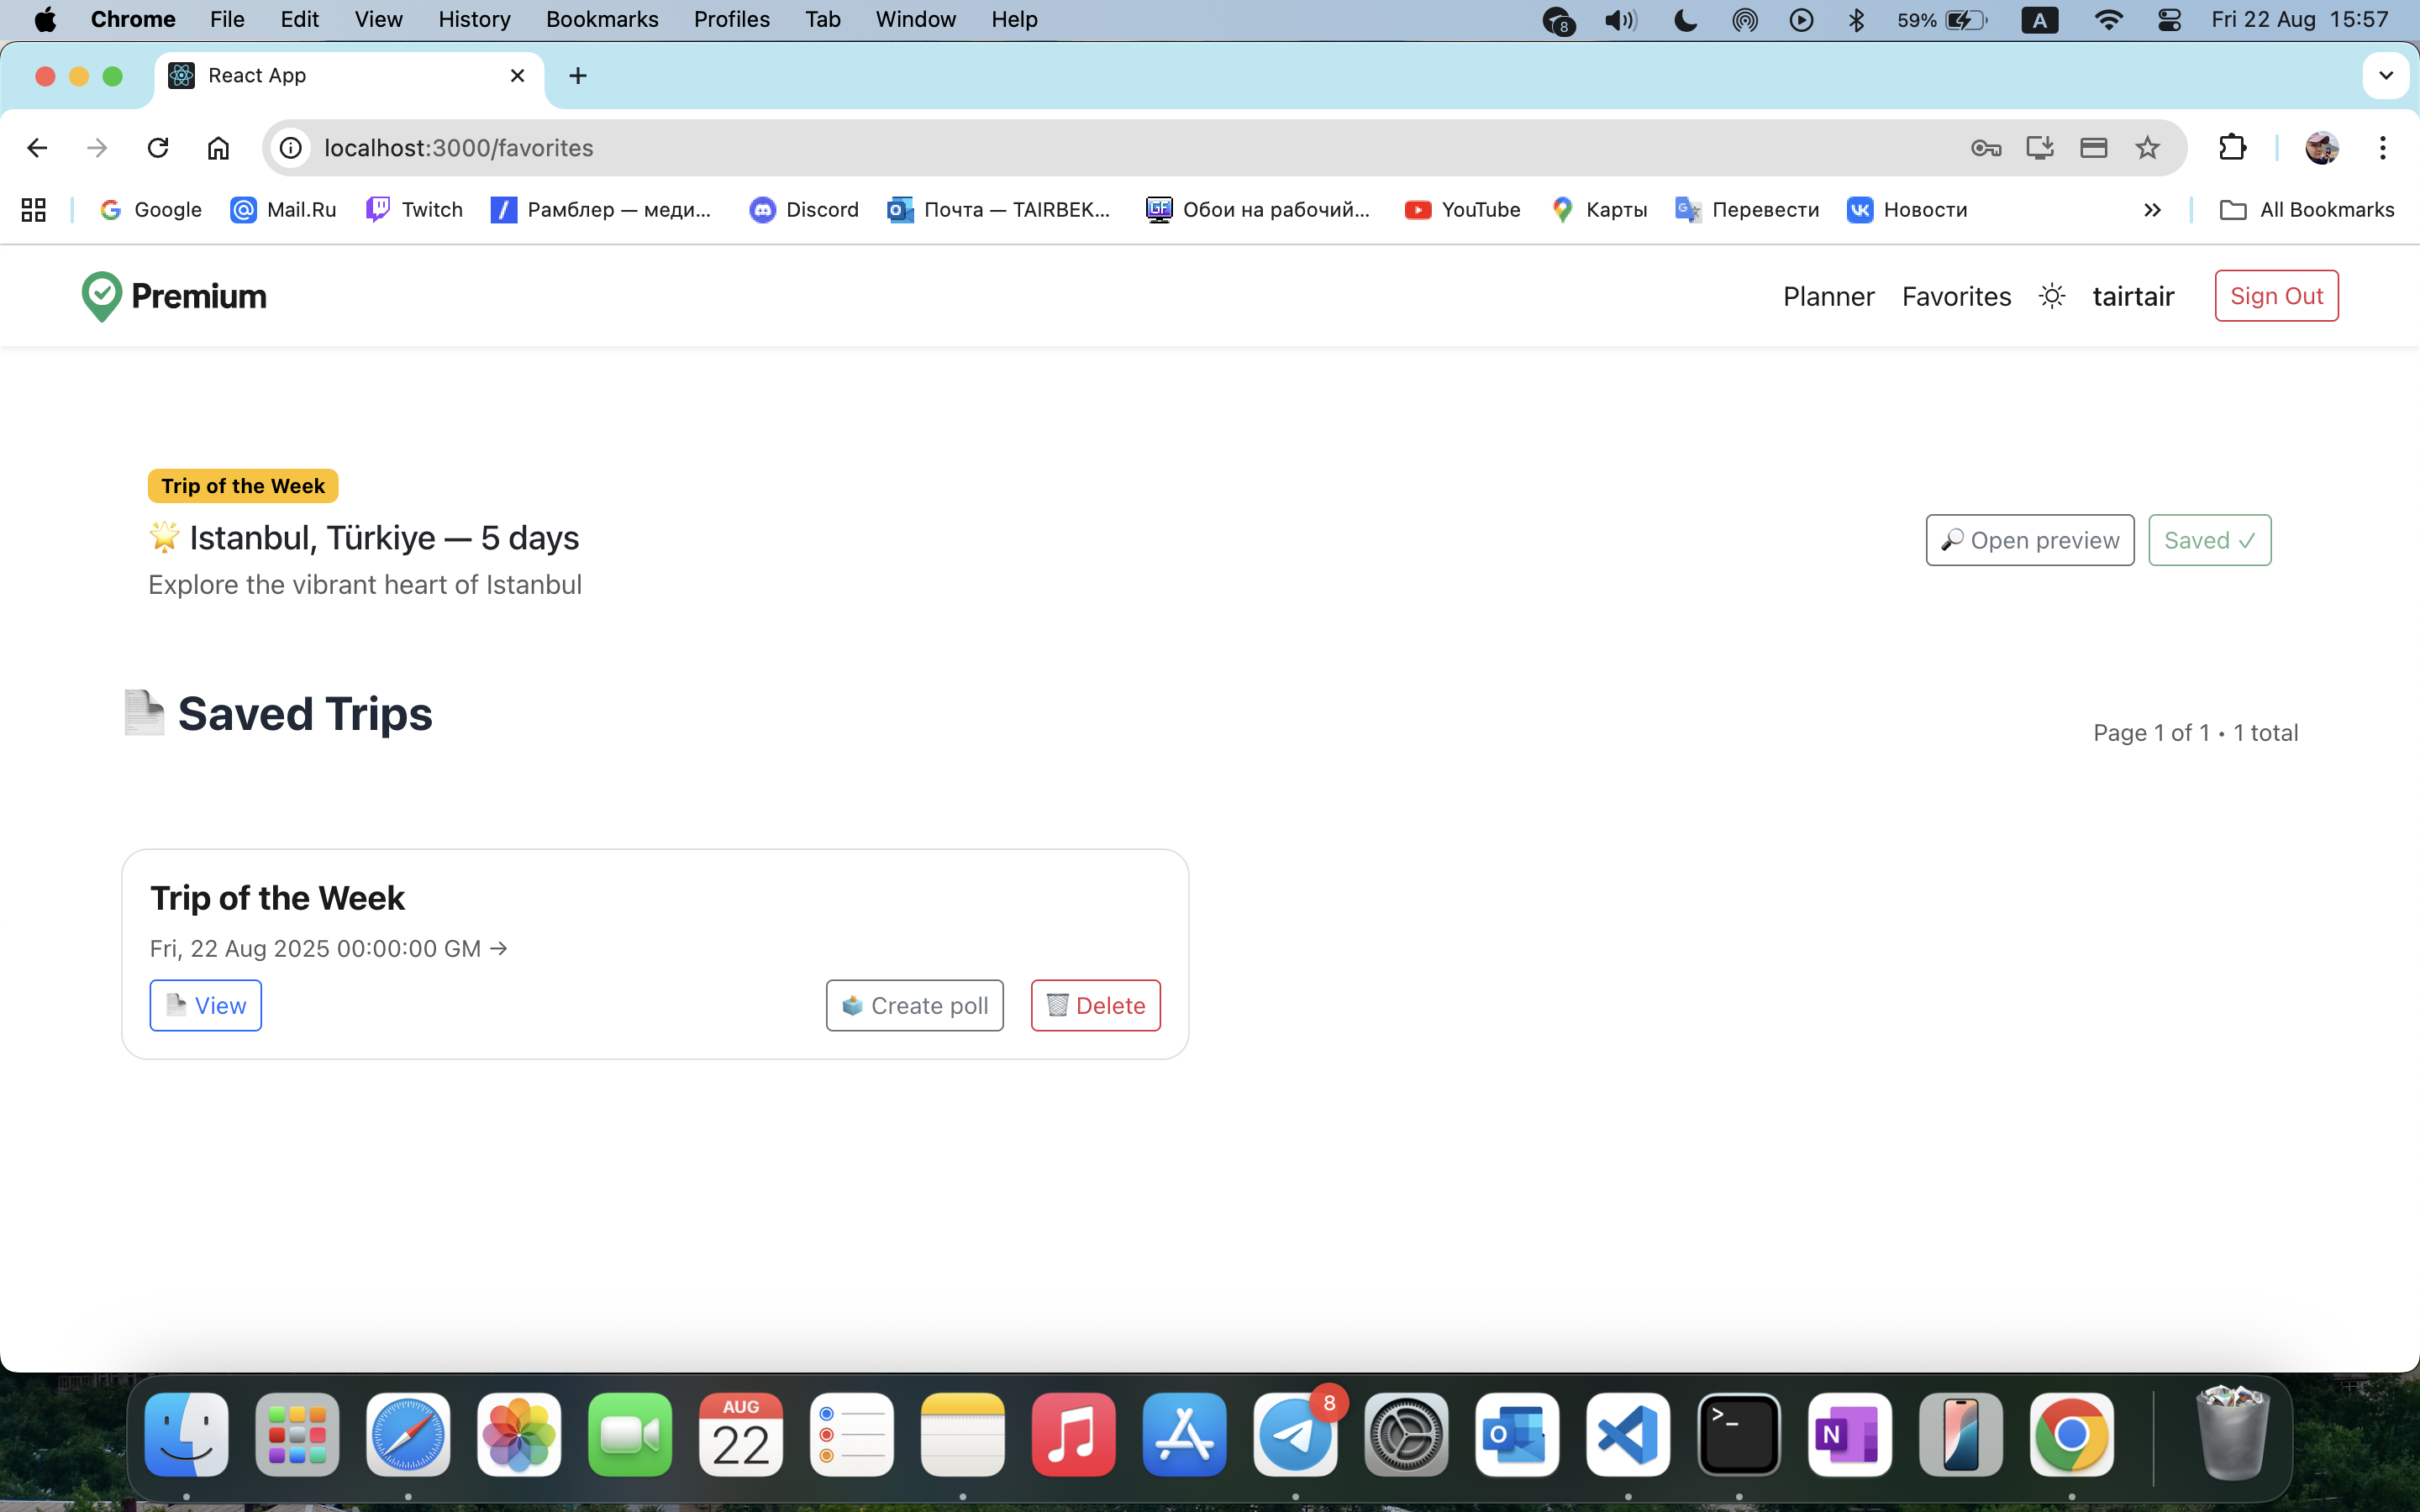 Chrome File Edit View History Bookmarks Profiles Tab Window Help 8 59% A Fri 22 Aug 15:57
React App
localhost:3000/favorites
Google Mail.Ru Twitch Рамблер — меди... Discord Почта — TAIRBEK... GF Обои на рабочий... YouTube Карты Перевести Новости All Bookmarks
Premium Planner Favorites tairtair Sign Out
Trip of the Week
🌟 Istanbul, Türkiye — 5 days
🔎 Open preview Saved ✓
Explore the vibrant heart of Istanbul
📄 Saved Trips
Page 1 of 1 • 1 total
Trip of the Week
Fri, 22 Aug 2025 00:00:00 GM →
📄 View 🗳️ Create poll 🗑️ Delete
AUG 8
22